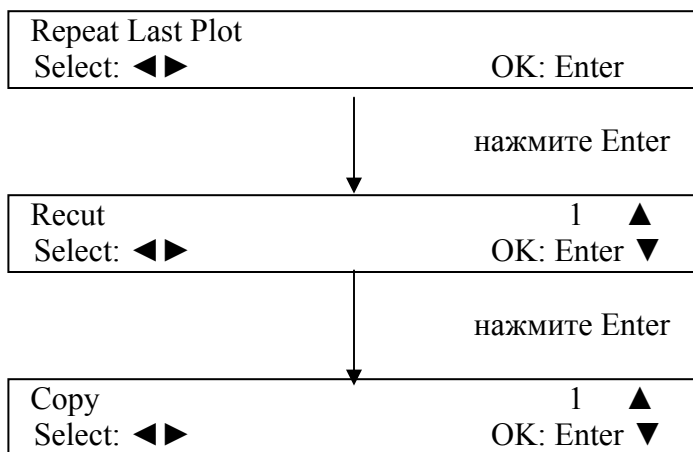 Repeat Last Plot
Select: ◄► OK: Enter
нажмите Enter
Recut 1 ▲
Select: ◄► OK: Enter ▼
нажмите Enter
Copy 1 ▲
Select: ◄► OK: Enter ▼